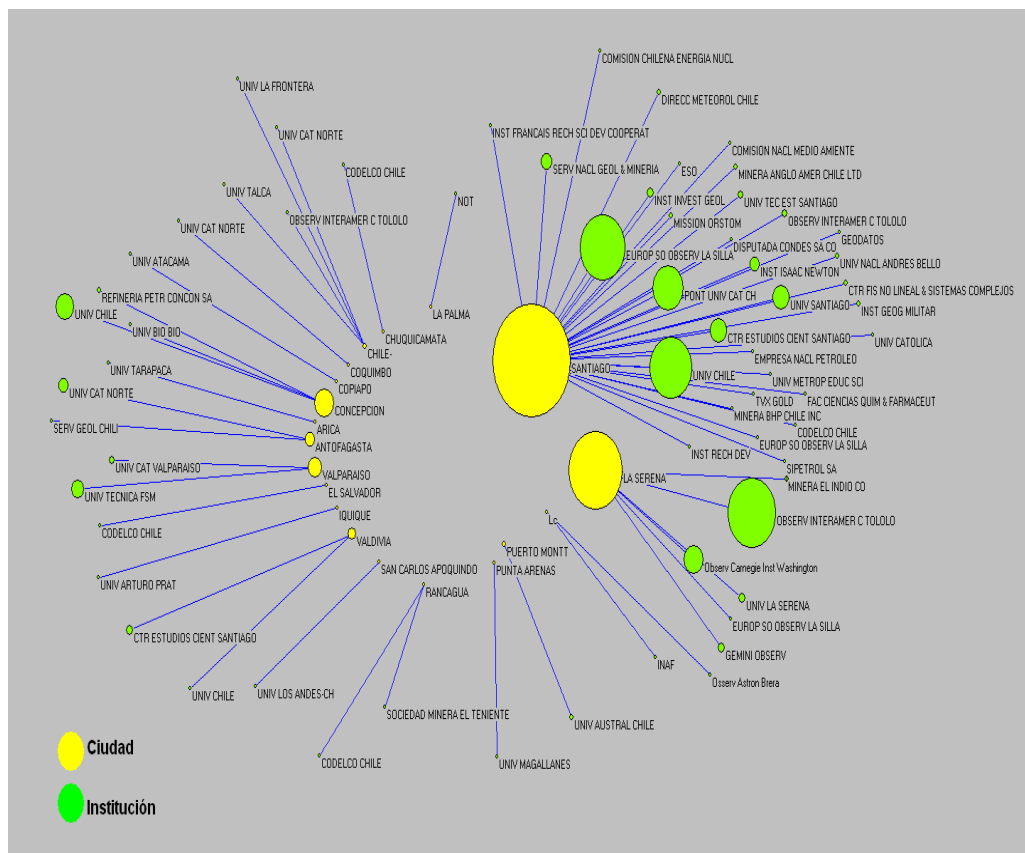 COMISION CHILENA ENERGIA NUCL
UNIV LA FRONTERA
DIRECC METEOROL CHILE
UNIV CAT NORTE
INST FRANCAIS RECH SCI DEV COOPERAT
COMISION NACL MEDIO AMIENTE
CODELCO CHILE
SERV NACL GEOL & MINERIA
ESO
MINERA ANGLO AMER CHILE LTD
UNIV TALCA
NOT
INST INVEST GEOL
UNIV TEC EST SANTIAGO
OBSERV INTERAMER C TOLOLO
MISSION ORSTOM
OBSERV INTERAMER C TOLOLO
UNIV CAT NORTE
DISPUTADA CONDES SA CO
GEODATOS
UNIV ATACAMA
EUROP SO OBSERV LA SILLA
INST ISAAC NEWTON
UNIV NACL ANDRES BELLO
REFINERIA PETR CONCON SA
PONT UNIV CAT CH
CTR FIS NO LINEAL & SISTEMAS COMPLEJOS
UNIV CHILE
LA PALMA
UNIV SANTIAGO
INST GEOG MILITAR
UNIV BIO BIO
CHUQUICAMATA
CTR ESTUDIOS CIENT SANTIAGO
UNIV CATOLICA
CHILE-
EMPRESA NACL PETROLEO
UNIV TARAPACA
COQUIMBO
SANTIAGO
UNIV CHILE
UNIV METROP EDUC SCI
UNIV CAT NORTE
COPIAPO
TVX GOLD
FAC CIENCIAS QUIM & FARMACEUT
CONCEPCION
MINERA BHP CHILE INC
SERV GEOL CHILI
ARICA
CODELCO CHILE
ANTOFAGASTA
EUROP SO OBSERV LA SILLA
INST RECH DEV
UNIV CAT VALPARAISO
VALPARAISO
SIPETROL SA
LA SERENA
MINERA EL INDIO CO
UNIV TECNICA FSM
EL SALVADOR
CODELCO CHILE
IQUIQUE
Lc
OBSERV INTERAMER C TOLOLO
VALDIVIA
PUERTO MONTT
UNIV ARTURO PRAT
SAN CARLOS APOQUINDO
PUNTA ARENAS
Observ Carnegie Inst Washington
RANCAGUA
UNIV LA SERENA
CTR ESTUDIOS CIENT SANTIAGO
EUROP SO OBSERV LA SILLA
GEMINI OBSERV
INAF
UNIV CHILE
UNIV LOS ANDES-CH
Osserv Astron Brera
SOCIEDAD MINERA EL TENIENTE
UNIV AUSTRAL CHILE
CODELCO CHILE
UNIV MAGALLANES
Ciudad
Institución